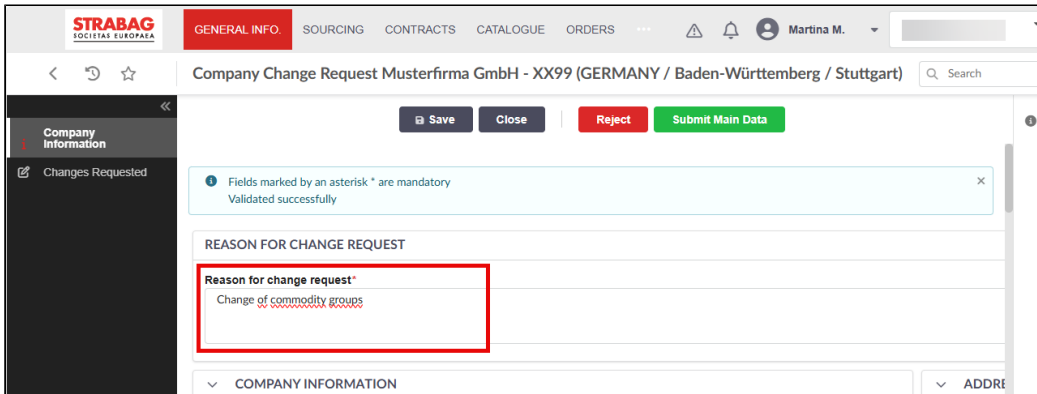 STRABAG
SOCIETAS EUROPAEA
GENERAL INFO.
SOURCING
CONTRACTS
CATALOGUE
ORDERS
Martina M.
Company Change Request Musterfirma GmbH - XX99 (GERMANY / Baden-Württemberg / Stuttgart)
Search
Company
Information
Changes Requested
Save
Close
Reject
Submit Main Data
Fields marked by an asterisk * are mandatory
Validated successfully
REASON FOR CHANGE REQUEST
Reason for change request*
Change of commodity groups
COMPANY INFORMATION
ADDRE